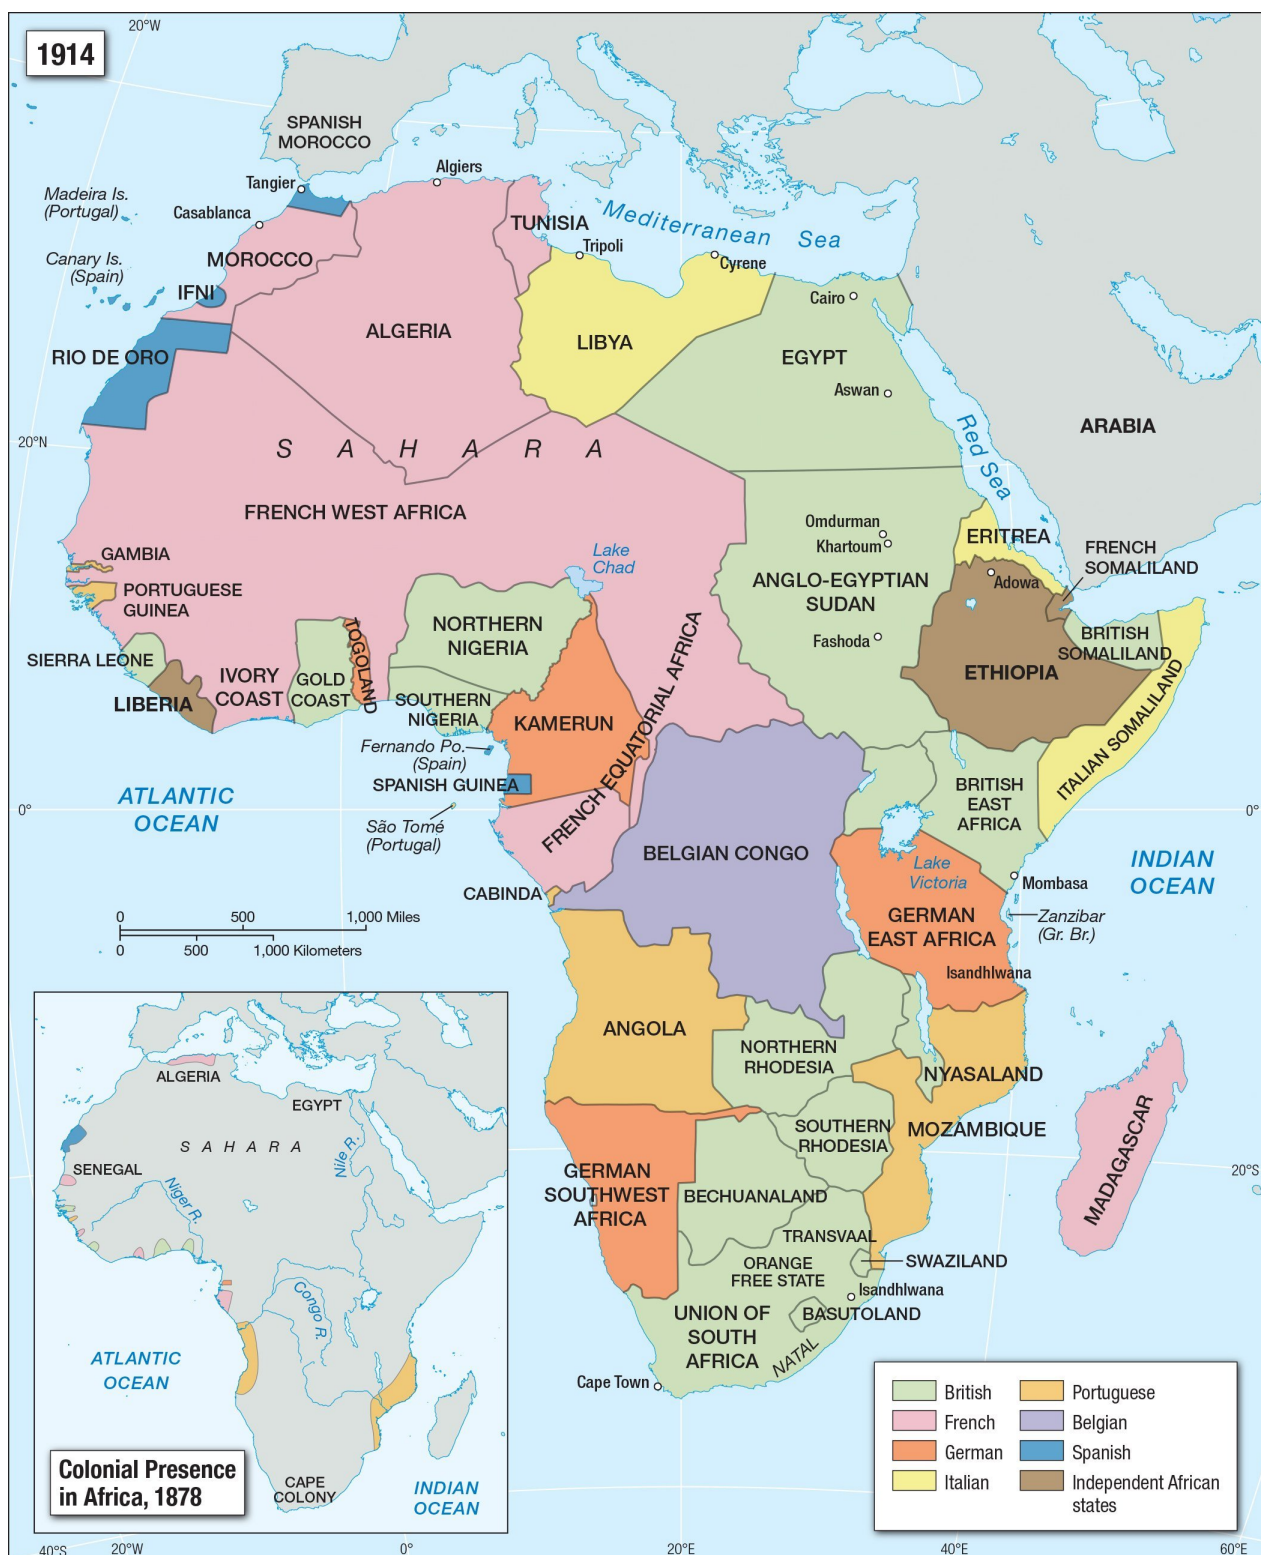 20°W
1914
SPANISH
MOROCCO
Algiers
Tangier
Madeira Is.
(Portugal)
Casablanca
TUNISIA
Mediterranean Sea
Tripoli
Cyrene
MOROCCO
Canary Is.
(Spain)
IFNI
Cairo
ALGERIA
LIBYA
EGYPT
RIO DE ORO
Aswan
ARABIA
Red Sea
20°N
SAHARA
FRENCH WEST AFRICA
Omdurman
Khartoum
ERITREA
FRENCH
SOMALILAND
GAMBIA
Lake
Chad
Adowa
ANGLO-EGYPTIAN
SUDAN
PORTUGUESE
GUINEA
NORTHERN
NIGERIA
TOGOLAND
Fashoda
BRITISH
SOMALILAND
SIERRA LEONE
IVORY
COAST
GOLD
COAST
ETHIOPIA
LIBERIA
SOUTHERN
NIGERIA
KAMERUN
FRENCH EQUATORIAL AFRICA
ITALIAN SOMALILAND
Fernando Po.
(Spain)
SPANISH GUINEA
BRITISH
EAST
AFRICA
ATLANTIC
OCEAN
0°
0°
São Tomé
(Portugal)
BELGIAN CONGO
Lake
Victoria
INDIAN
OCEAN
Mombasa
CABINDA
Zanzibar
(Gr. Br.)
GERMAN
EAST AFRICA
0 500 1,000 Miles
0 500 1,000 Kilometers
Isandhlwana
ANGOLA
NORTHERN
RHODESIA
NYASALAND
SOUTHERN
RHODESIA
MOZAMBIQUE
MADAGASCAR
20°S
GERMAN
SOUTHWEST
AFRICA
BECHUANALAND
TRANSVAAL
ORANGE
FREE STATE
SWAZILAND
Isandhlwana
BASUTOLAND
UNION OF
SOUTH
AFRICA
NATAL
Cape Town
ALGERIA
EGYPT
SAHARA
Nile R.
SENEGAL
Niger R.
Congo R.
ATLANTIC
OCEAN
CAPE
COLONY
INDIAN
OCEAN
Colonial Presence
in Africa, 1878
British
French
German
Italian
Portuguese
Belgian
Spanish
Independent African
states
40°S
20°W
0°
20°E
40°E
60°E